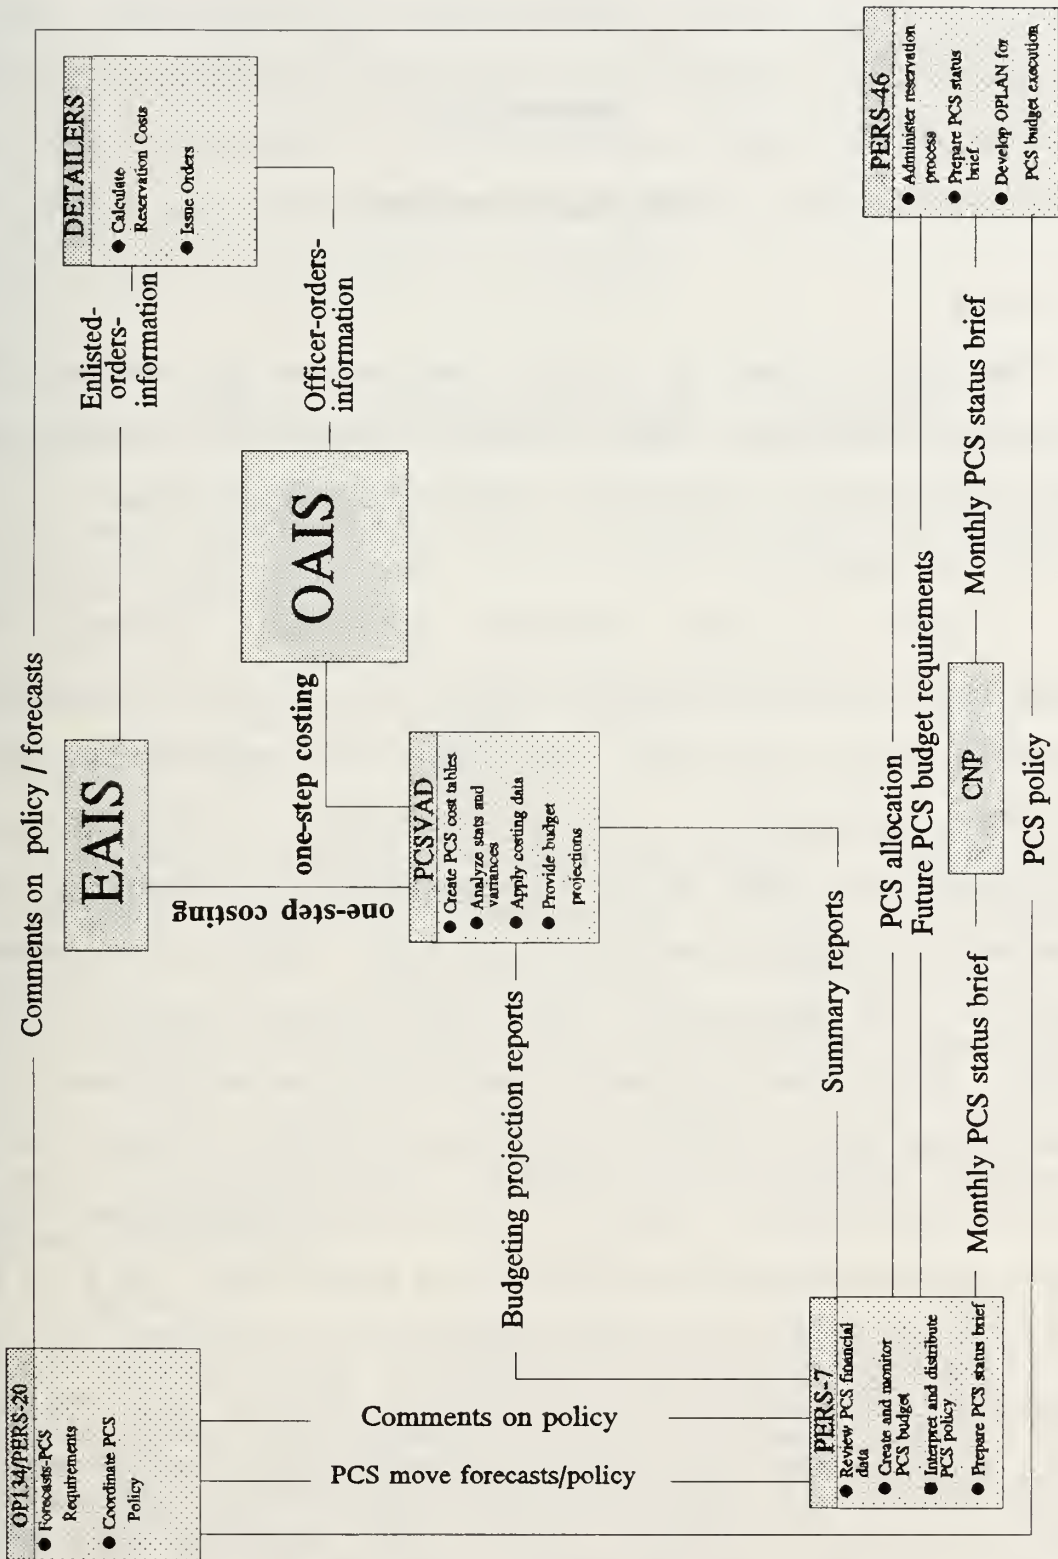 OP134/PERS-20
● Forecasts-PCS
Requirements
● Coordinate PCS
Policy
Comments on policy / forecasts
EAIS
Enlisted-
orders-
information
DETAILERS
● Calculate
Reservation Costs
● Issue Orders
one-step costing
one-step costing
OAIS
Officer-orders-
information
PCSVAD
● Create PCS cost tables
● Analyze stats and
variances
● Apply costing data
● Provide budget
projections
Budgeting projection reports
Comments on policy
PCS move forecasts/policy
Summary reports
PERS-7
● Review PCS financial
data
● Create and monitor
PCS budget
● Interpret and distribute
PCS policy
● Prepare PCS status brief
PCS allocation
Future PCS budget requirements
Monthly PCS status brief
CNP
Monthly PCS status brief
PCS policy
PERS-46
● Administer reservation
process
● Prepare PCS status
brief
● Develop OPLAN for
PCS budget execution